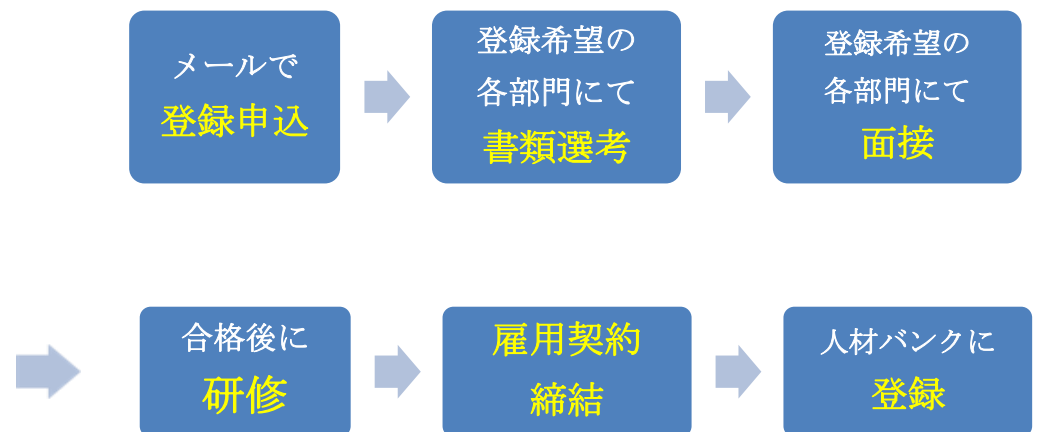 メールで
登録申込
登録希望の
各部門にて
書類選考
登録希望の
各部門にて
面接
合格後に
研修
雇用契約
締結
人材バンクに
登録